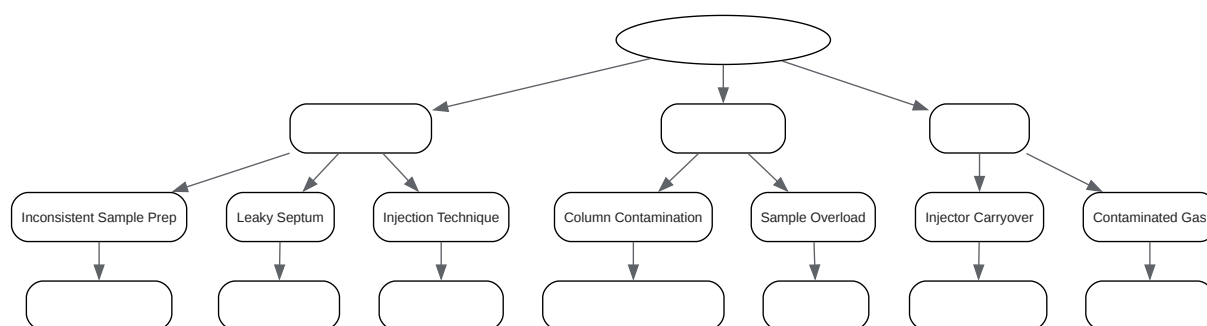 Inconsistent Sample Prep
Leaky Septum
Injection Technique
Column Contamination
Sample Overload
Injector Carryover
Contaminated Gas